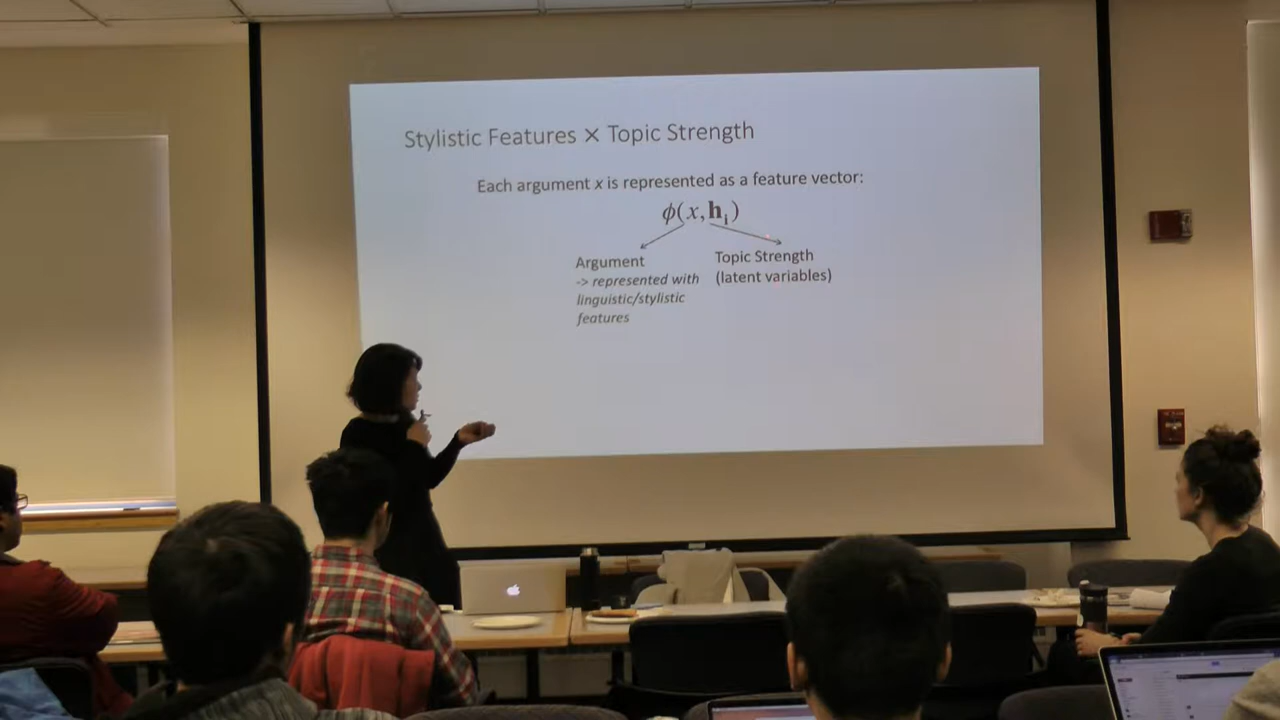 Stylistic Features × Topic Strength
Each argument x is represented as a feature vector:
ϕ(x, hᵢ)
Argument
-> represented with
linguistic/stylistic
features
Topic Strength
(latent variables)